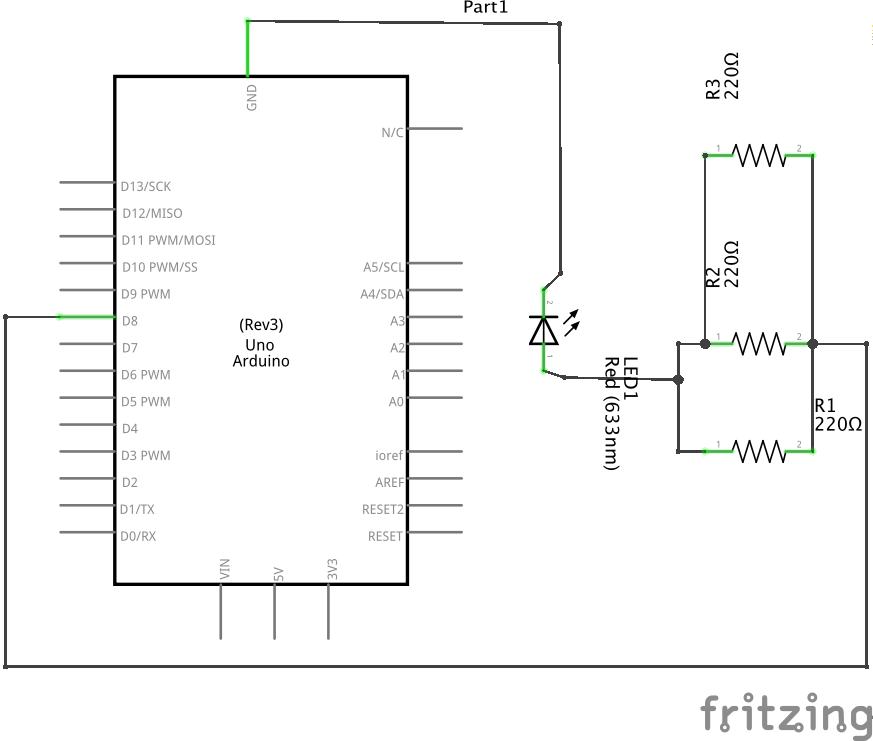 Part1
GND
N/C
D13/SCK
D12/MISO
D11 PWM/MOSI
D10 PWM/SS
D9 PWM
D8
D7
D6 PWM
D5 PWM
D4
D3 PWM
D2
D1/TX
D0/RX
(Rev3)
Uno
Arduino
A5/SCL
A4/SDA
A3
A2
A1
A0
ioref
AREF
RESET2
RESET
VIN
5V
3V3
2
1
LED1
Red (633nm)
R3
220Ω
1
2
R2
220Ω
1
2
R1
220Ω
1
2
fritzing